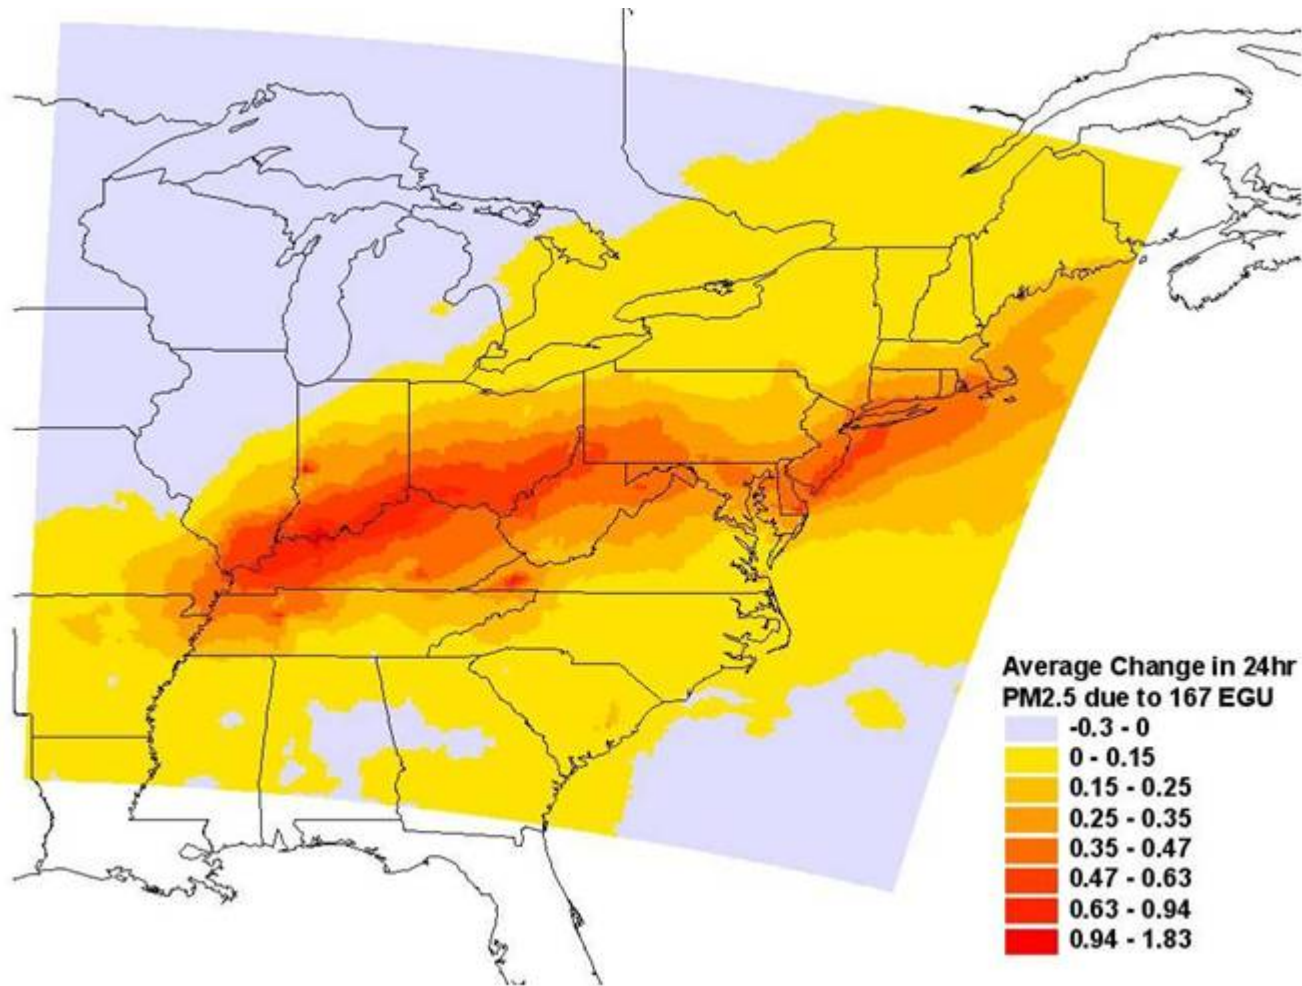 Average Change in 24hr
PM2.5 due to 167 EGU
-0.3 - 0
0 - 0.15
0.15 - 0.25
0.25 - 0.35
0.35 - 0.47
0.47 - 0.63
0.63 - 0.94
0.94 - 1.83